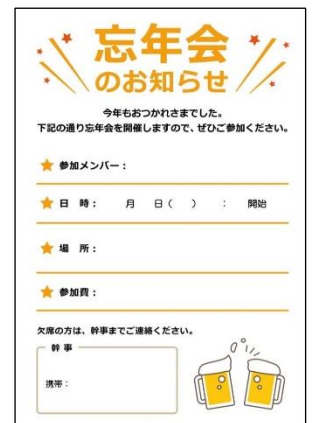 忘年会
のお知らせ
今年もおつかれさまでした。
下記の通り忘年会を開催しますので、ぜひご参加ください。
参加メンバー：
日　時：　月　日（　）　：　開始
場　所：
参加費：
欠席の方は、幹事までご連絡ください。
幹 事
携帯：